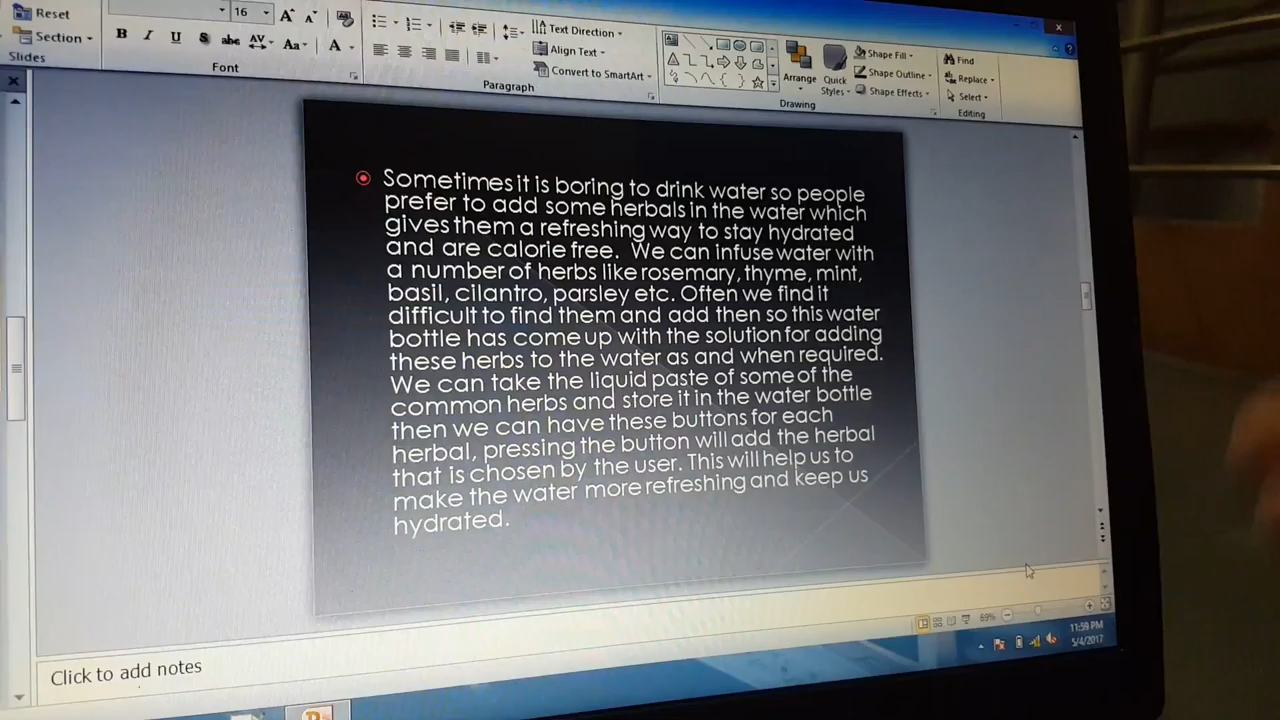 Reset
Section
Slides
16
B I U S abc AV Aa A
Font
Text Direction
Align Text
Convert to SmartArt
Paragraph
Arrange
Quick
Styles
Shape Fill
Shape Outline
Shape Effects
Drawing
Find
Replace
Select
Editing
Sometimes it is boring to drink water so people
prefer to add some herbals in the water which
gives them a refreshing way to stay hydrated
and are calorie free. We can infuse water with
a number of herbs like rosemary, thyme, mint,
basil, cilantro, parsley etc. Often we find it
difficult to find them and add then so this water
bottle has come up with the solution for adding
these herbs to the water as and when required.
We can take the liquid paste of some of the
common herbs and store it in the water bottle
then we can have these buttons for each
herbal, pressing the button will add the herbal
that is chosen by the user. This will help us to
make the water more refreshing and keep us
hydrated.
Click to add notes
69%
11:59 PM
5/4/2017